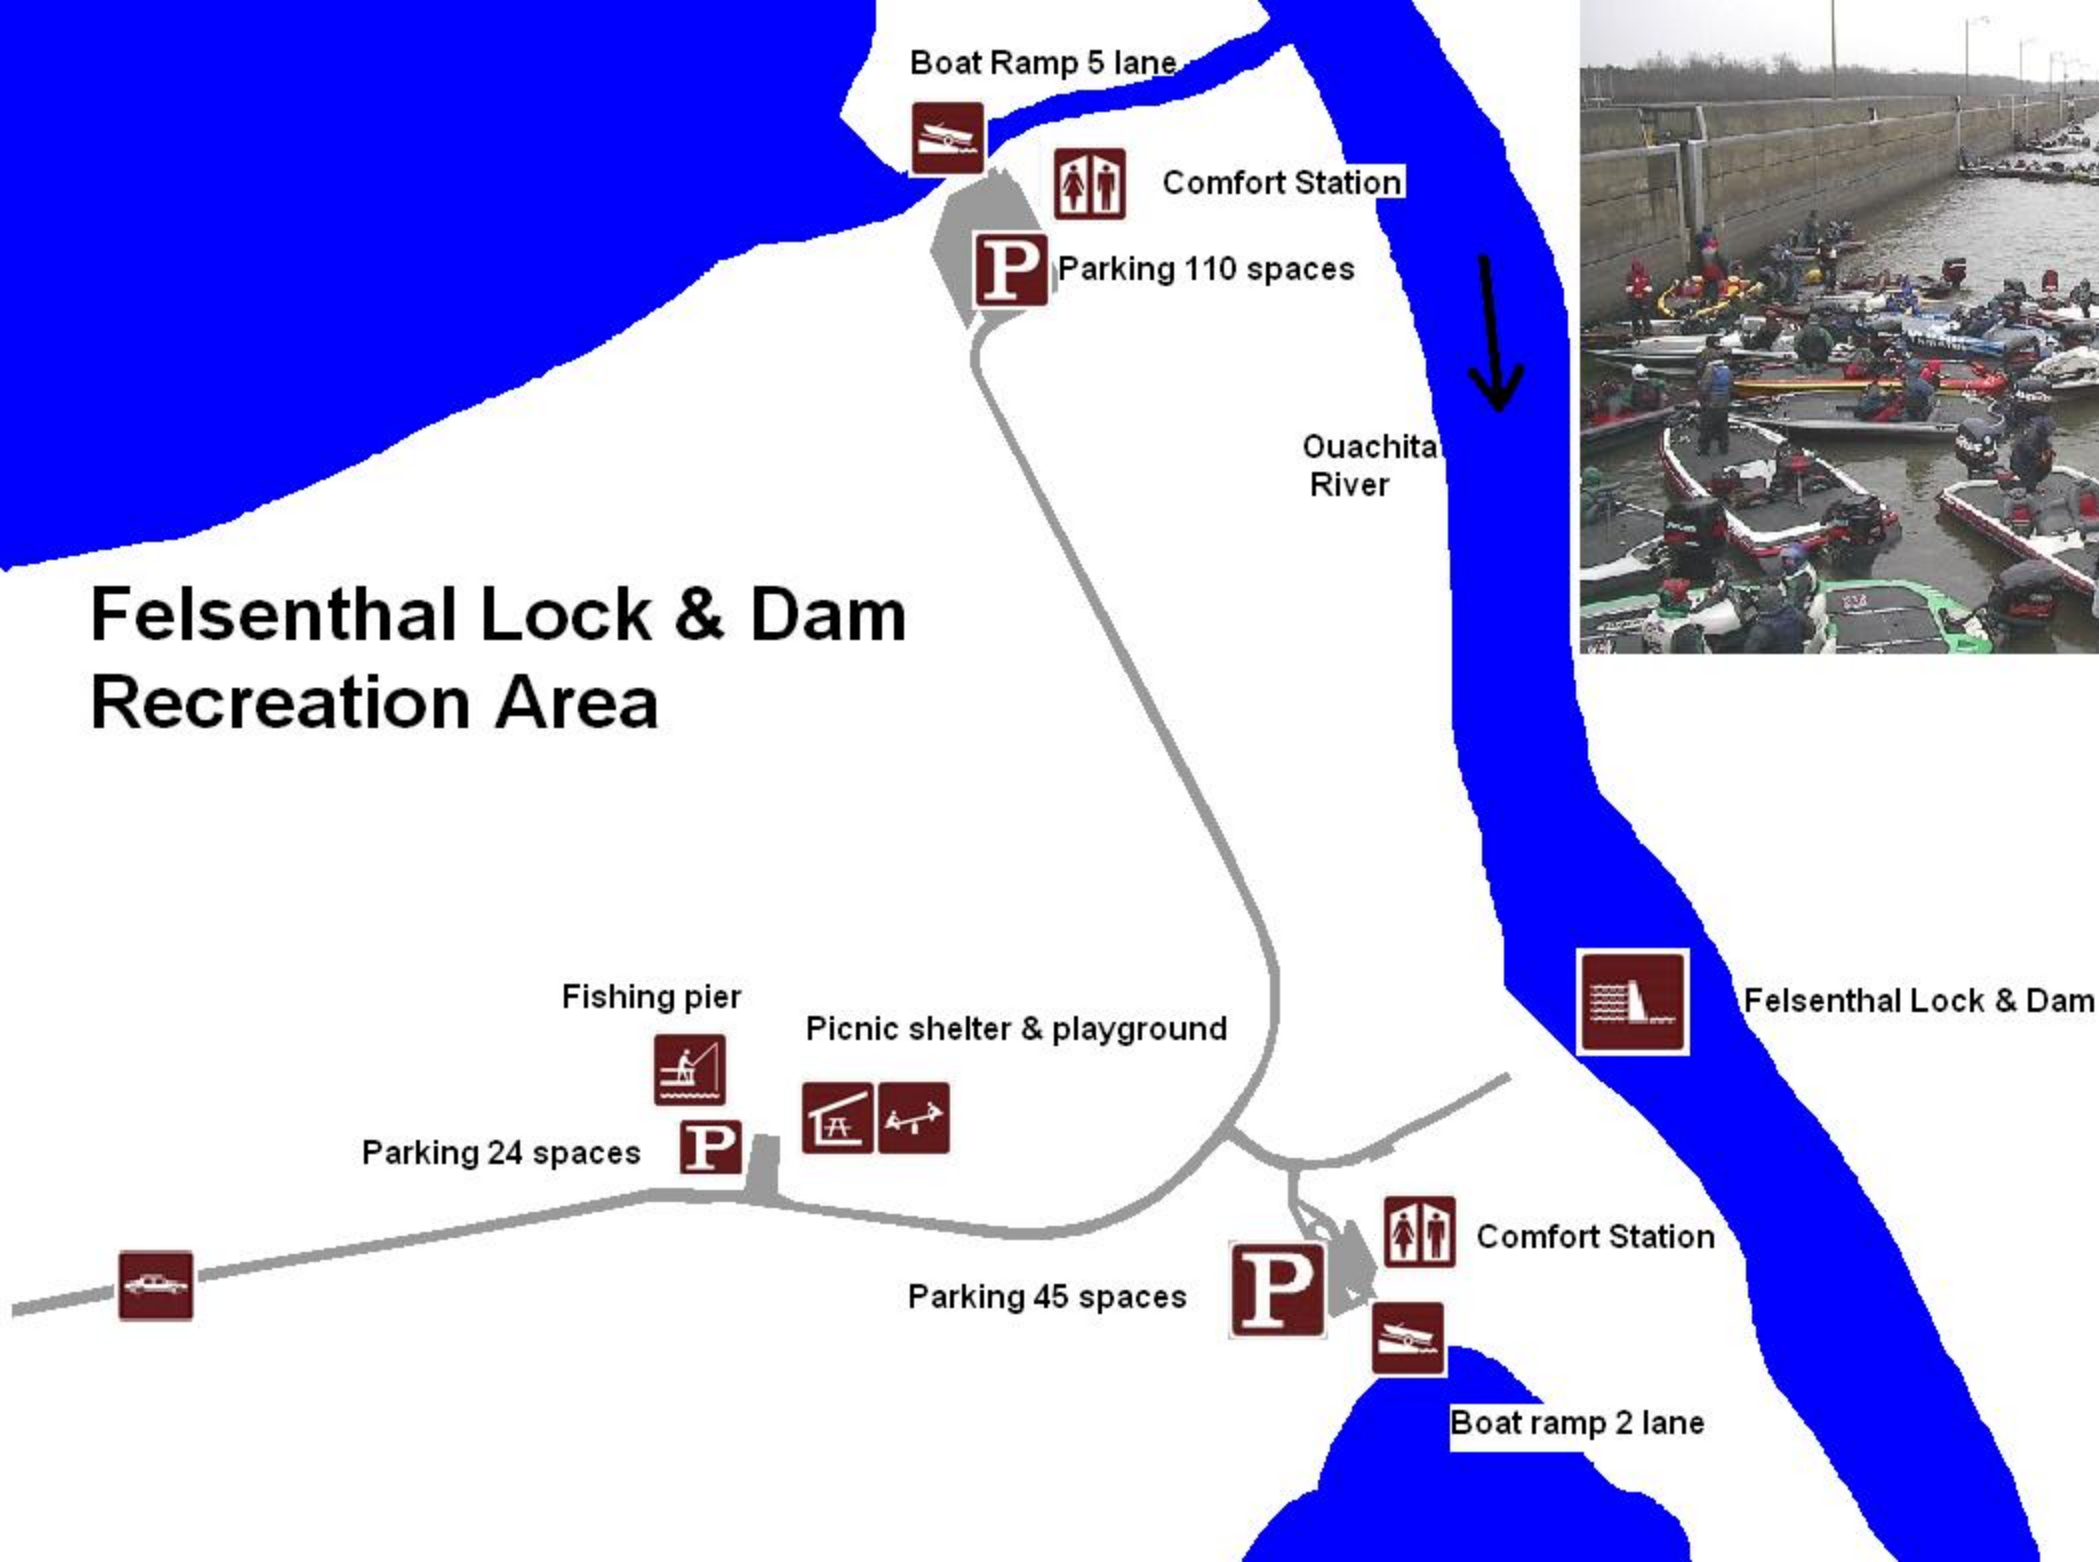 Boat Ramp 5 lane
Comfort Station
P
Parking 110 spaces
Ouachita
River
Felsenthal Lock & Dam
Recreation Area
Fishing pier
Felsenthal Lock & Dam
Picnic shelter & playground
Parking 24 spaces
P
Comfort Station
Parking 45 spaces
P
Boat ramp 2 lane